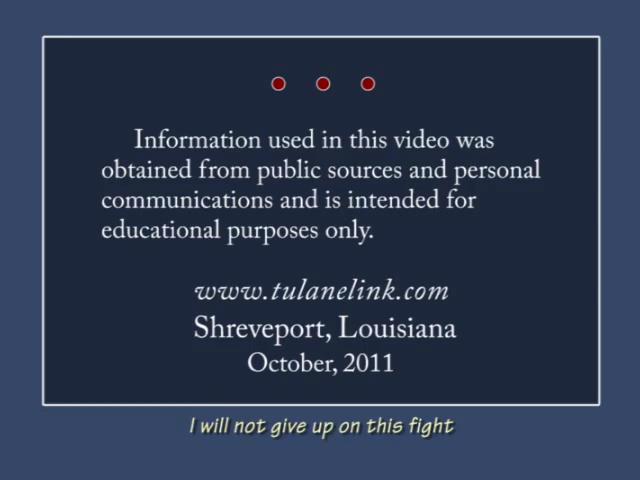 Information used in this video was
obtained from public sources and personal
communications and is intended for
educational purposes only.
www.tulanelink.com
Shreveport, Louisiana
October, 2011
I will not give up on this fight